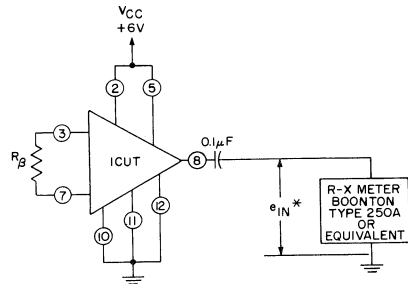 VCC
+6V
2
5
3
Rβ
7
ICUT
8
0.1μF
10
11
12
eIN*
R-X METER
BOONTON
TYPE 250A
OR
EQUIVALENT